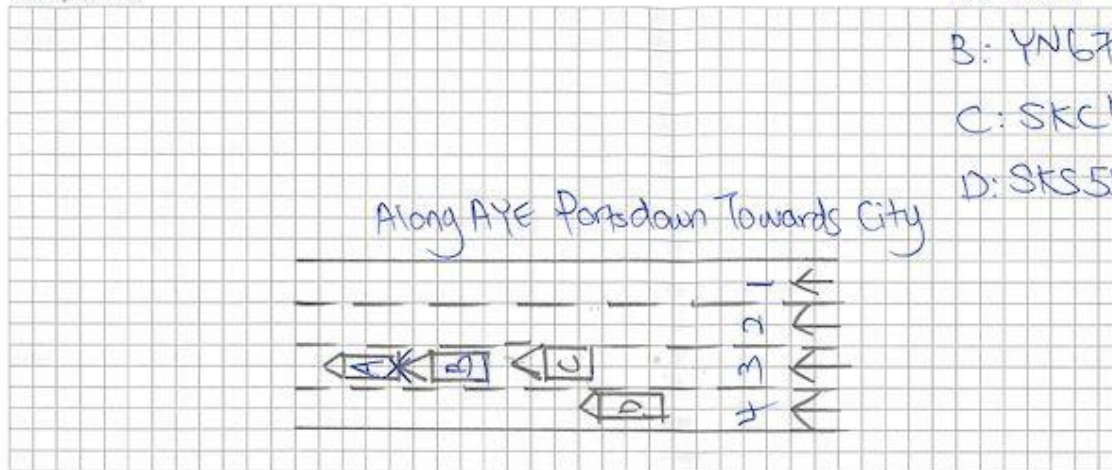 B: YN67
C: SKC
D: SKS5
Along AYE Portsdown Towards City
1
2
A B C 3
D 4